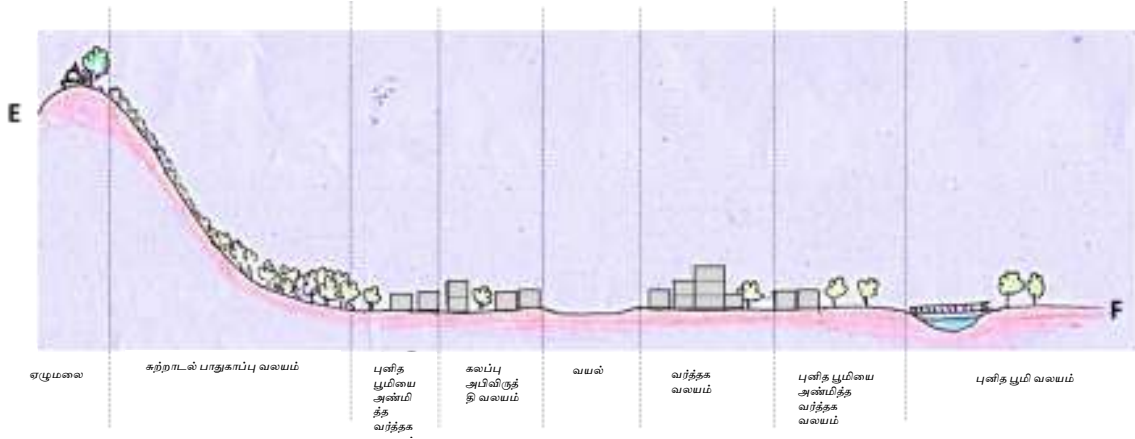 E
F
ஏழுமலை
சுற்றாடல் பாதுகாப்பு வலயம்
புனித
பூமியை
அண்மி
த்த
வர்த்தக
கலப்பு
அபிவிருத்
தி வலயம்
வயல்
வர்த்தக
வலயம்
புனித பூமியை
அண்மித்த
வர்த்தக
வலயம்
புனித பூமி வலயம்